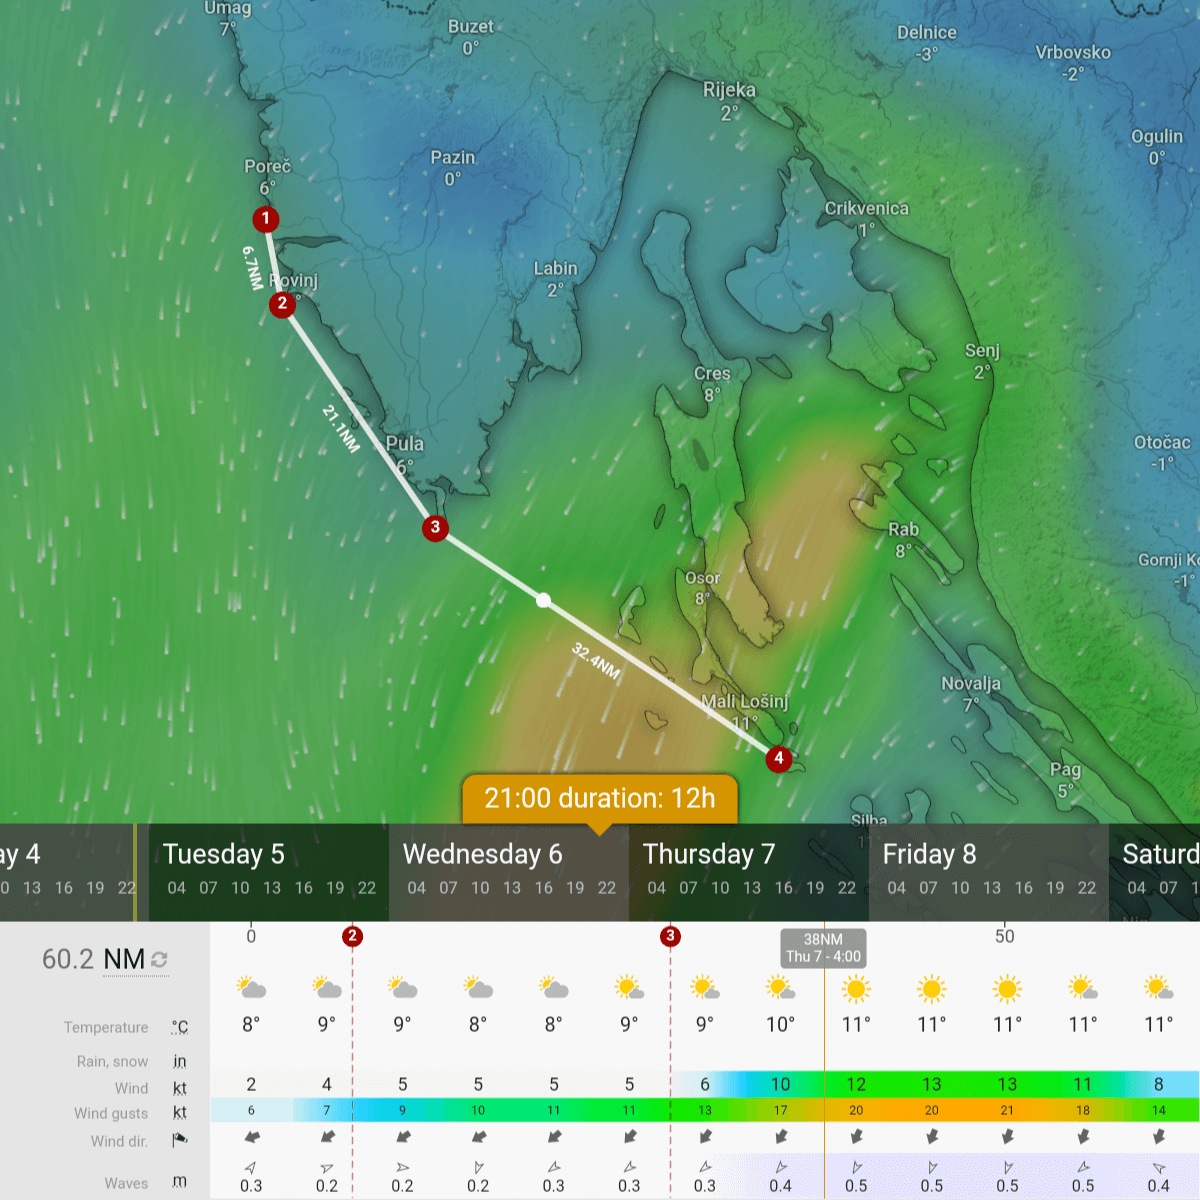 Umag
7°
Buzet
0°
Delnice
-3°
Vrbovsko
-2°
Rijeka
2°
Ogulin
0°
Pazin
0°
Poreč
6°
1
Crikvenica
1°
6.7NM
Rovinj
2
Labin
2°
Senj
2°
Cres
8°
21.1NM
Pula
6°
Otočac
-1°
3
Rab
8°
Gornji Ko
-1°
Osor
8°
32.4NM
Novalja
7°
Mali Lošinj
11°
4
Pag
5°
21:00 duration: 12h
Silba
11°
ay 4
Tuesday 5
Wednesday 6
Thursday 7
Friday 8
Saturd
0 13 16 19 22
04 07 10 13 16 19 22
04 07 10 13 16 19 22
04 07 10 13 16 19 22
04 07 10 13 16 19 22
04 07 1
0 2 3 50
38NM
Thu 7 - 4:00
60.2 NM
Temperature °C 8° 9° 9° 8° 8° 9° 9° 10° 11° 11° 11° 11° 11°
Rain, snow in
Wind kt 2 4 5 5 5 5 6 10 12 13 13 11 8
Wind gusts kt 6 7 9 10 11 11 13 17 20 20 21 18 14
Wind dir.
Waves m 0.3 0.2 0.2 0.2 0.3 0.3 0.3 0.4 0.5 0.5 0.5 0.5 0.4